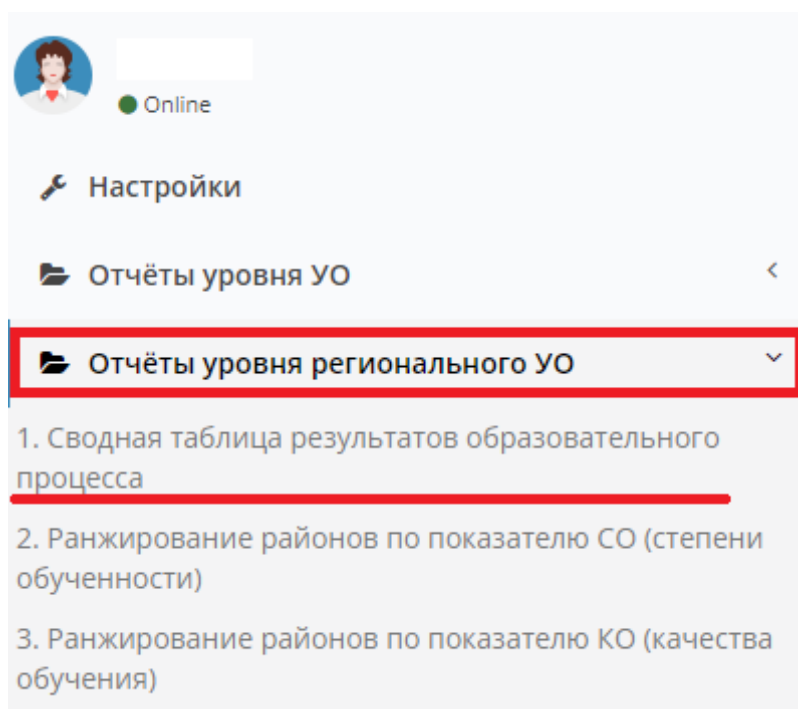 Online
Настройки
Отчёты уровня УО
Отчёты уровня регионального УО
1. Сводная таблица результатов образовательного
процесса
2. Ранжирование районов по показателю СО (степени
обученности)
3. Ранжирование районов по показателю КО (качества
обучения)